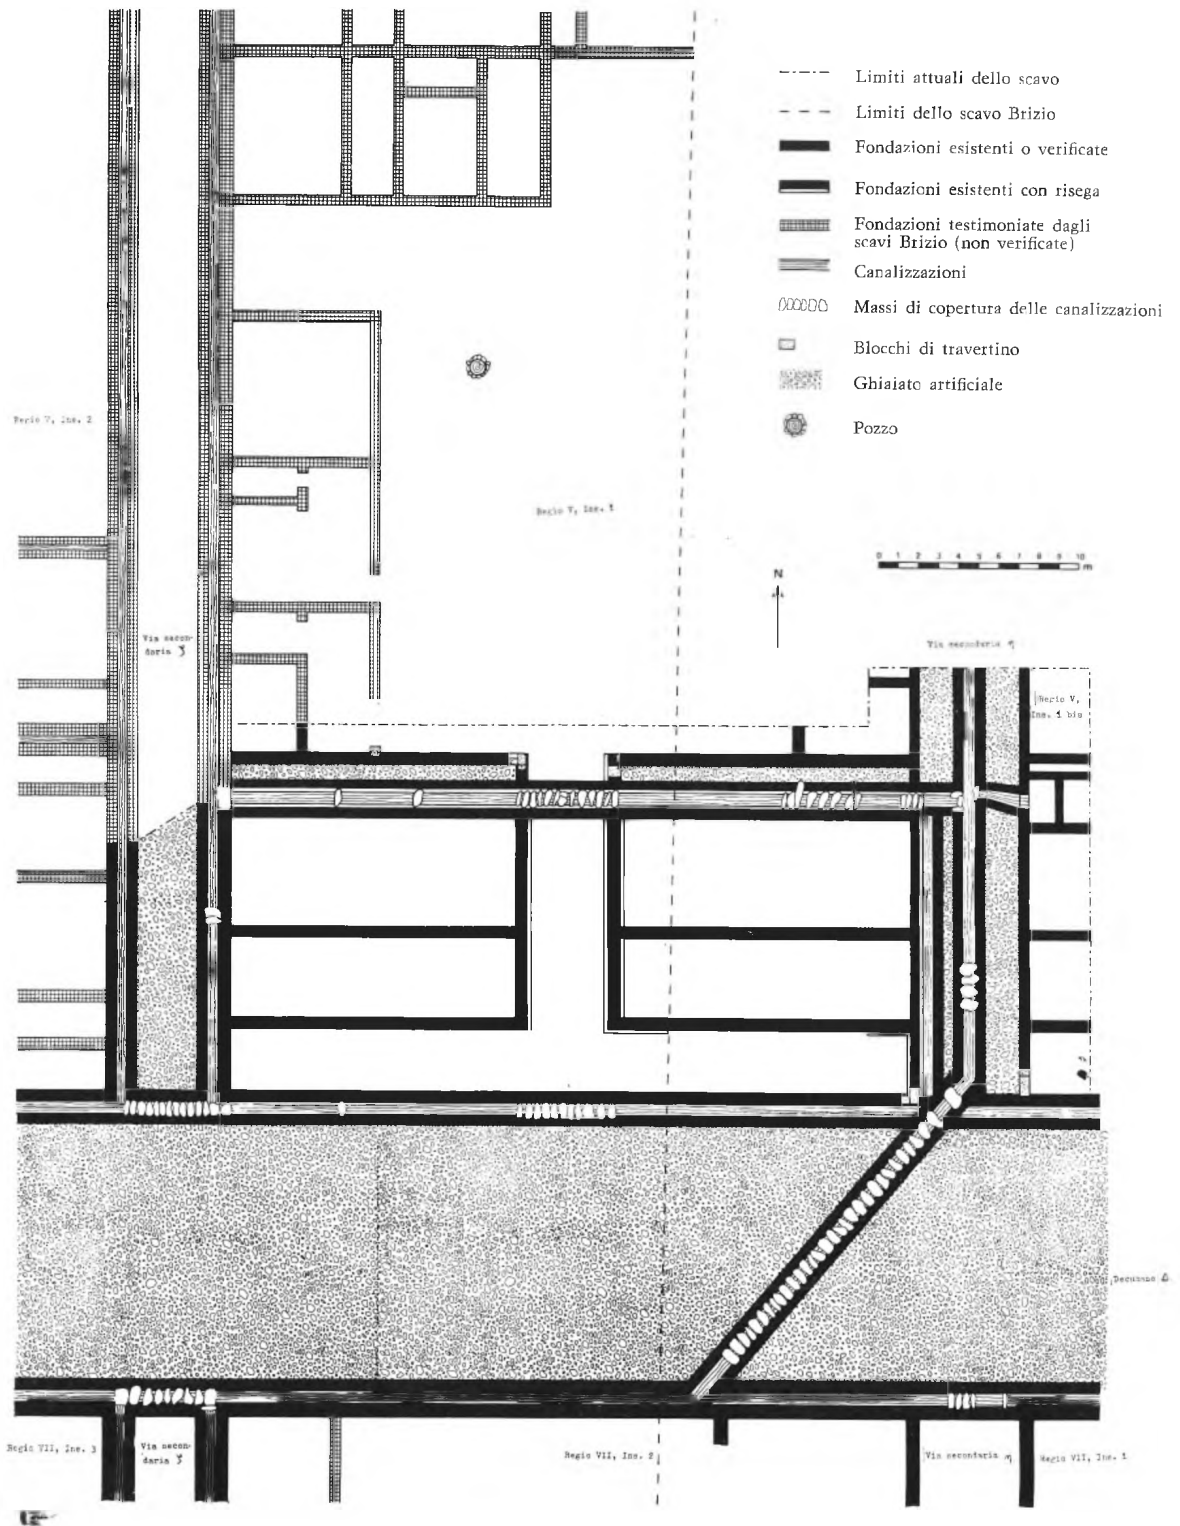 Limiti attuali dello scavo
Limiti dello scavo Brizio
Fondazioni esistenti o verificate
Fondazioni esistenti con risega
Fondazioni testimoniate dagli
scavi Brizio (non verificate)
Canalizzazioni
Massi di copertura delle canalizzazioni
Blocchi di travertino
Ghiaiato artificiale
Pozzo
Regio V, Ins. 2
Regio V, Ins. 1
0 1 2 3 4 5 6 7 8 9 10
m
N
Via secon-
daria
Via secondaria η
Regio V,
Ins. 1 bis
Decumano
Regio VII, Ins. 3
Via secon-
daria
Regio VII, Ins. 2
Via secondaria η
Regio VII, Ins. 1